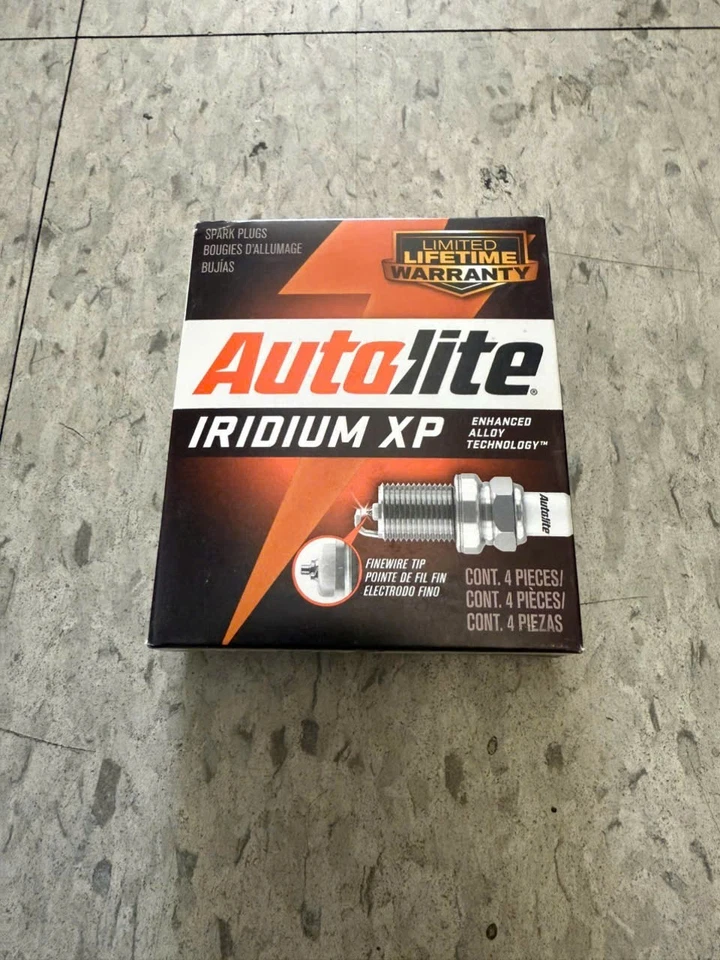 SPARK PLUGS
BOUGIES D'ALLUMAGE
BUJÍAS
LIMITED
LIFETIME
WARRANTY
Autolite®
IRIDIUM XP
ENHANCED
ALLOY
TECHNOLOGY™
Autolite
FINEWIRE TIP
POINTE DE FIL FIN
ELECTRODO FINO
CONT. 4 PIECES/
CONT. 4 PIÈCES/
CONT. 4 PIEZAS